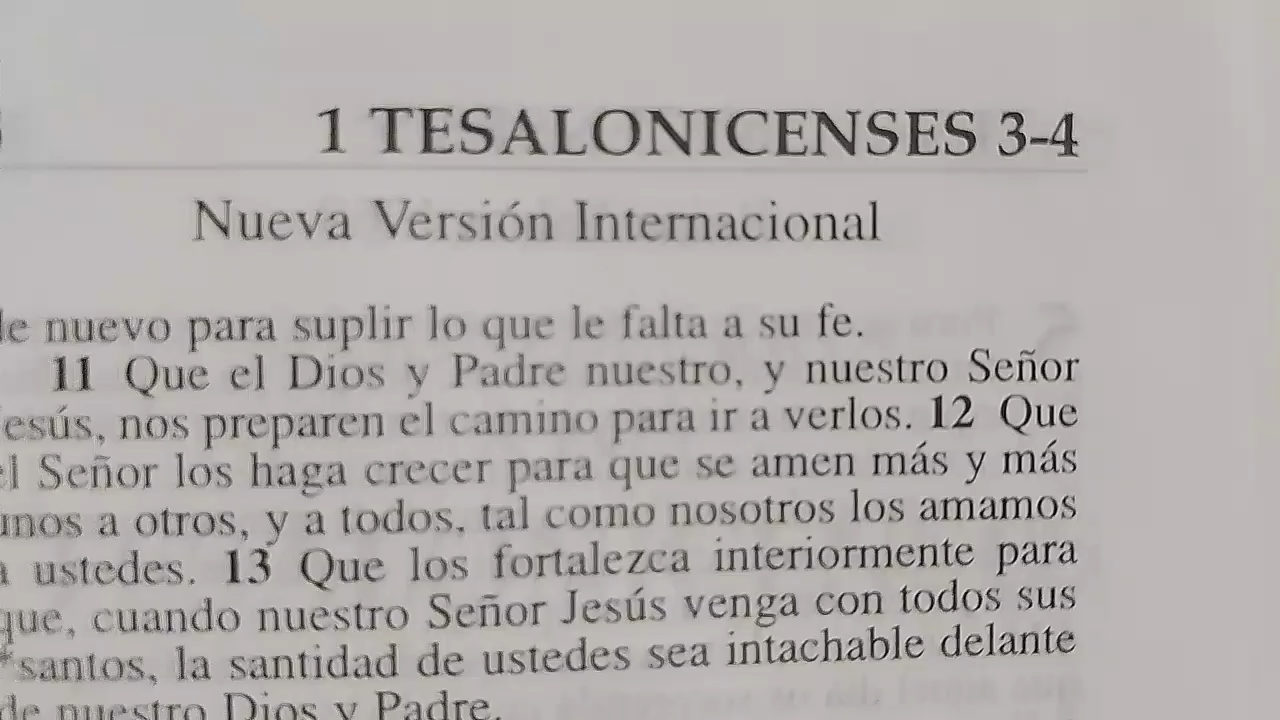 1 TESALONICENSES 3-4
Nueva Versión Internacional
de nuevo para suplir lo que le falta a su fe.
11 Que el Dios y Padre nuestro, y nuestro Señor
Jesús, nos preparen el camino para ir a verlos. 12 Que
el Señor los haga crecer para que se amen más y más
unos a otros, y a todos, tal como nosotros los amamos
a ustedes. 13 Que los fortalezca interiormente para
que, cuando nuestro Señor Jesús venga con todos sus
*santos, la santidad de ustedes sea intachable delante
de nuestro Dios y Padre.